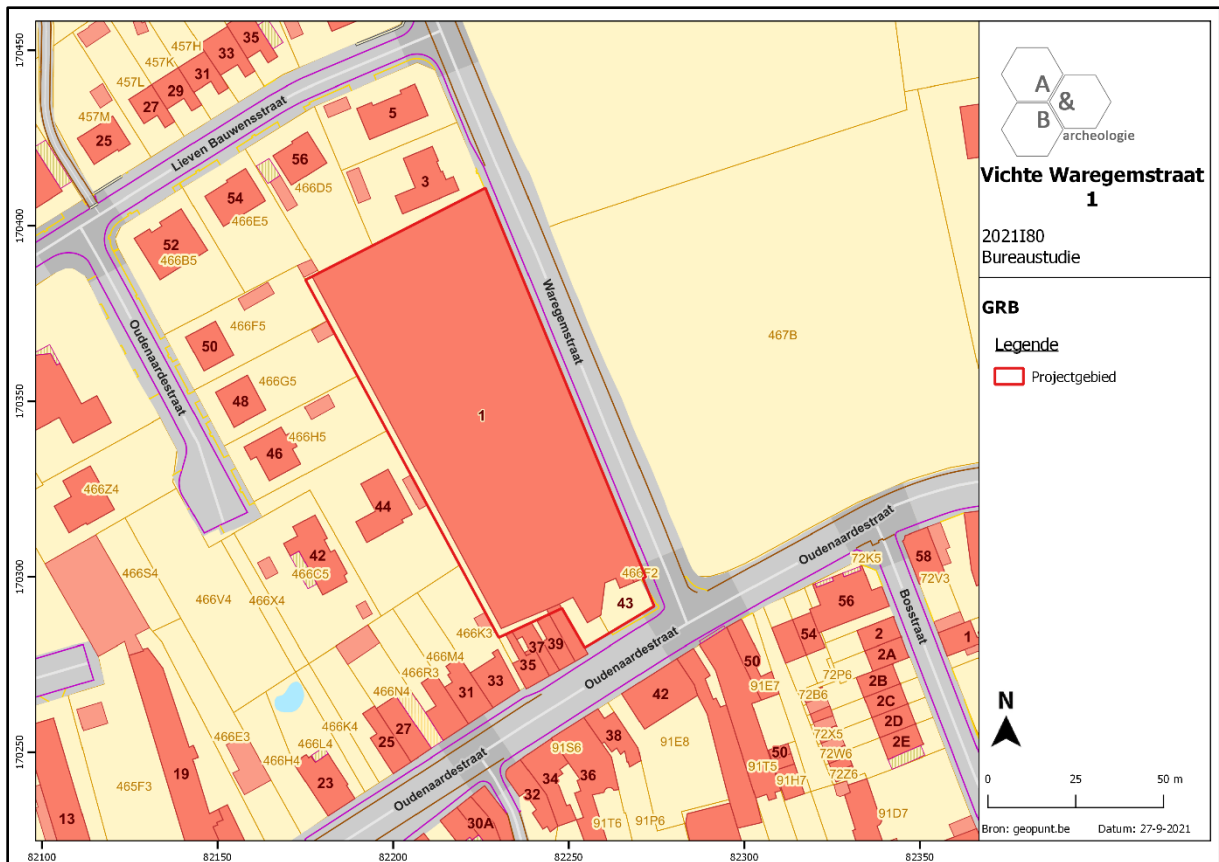 170450
170400
170350
170300
170250
82100
82150
82200
82250
82300
82350
457H
35
33
457K
31
457L
29
27
457M
25
Lieven Bauwensstraat
5
56
466D5
3
54
466E5
52
466B5
466F5
50
466G5
48
466H5
46
44
Oudenaardestraat
Waregemstraat
467B
1
466Z4
466S4
466V4
466X4
42
466C5
466F2
43
466K3
37
39
35
466M4
466R3
33
31
466N4
27
25
466K4
466L4
466H4
466E3
23
19
465F3
13
Oudenaardestraat
Oudenaardestraat
Oudenaardestraat
72K5
58
72V3
56
54
Bosstraat
1
2
2A
2B
2C
2D
2E
72P6
72B6
72X5
72W6
72Z6
50
91E7
50
91T5
91H7
91D7
42
91E8
38
91S6
36
34
32
91T6
91P6
30A
A
&
B
archeologie
Vichte Waregemstraat
1
2021I80
Bureaustudie
GRB
Legende
Projectgebied
N
0 25 50 m
Bron: geopunt.be Datum: 27-9-2021